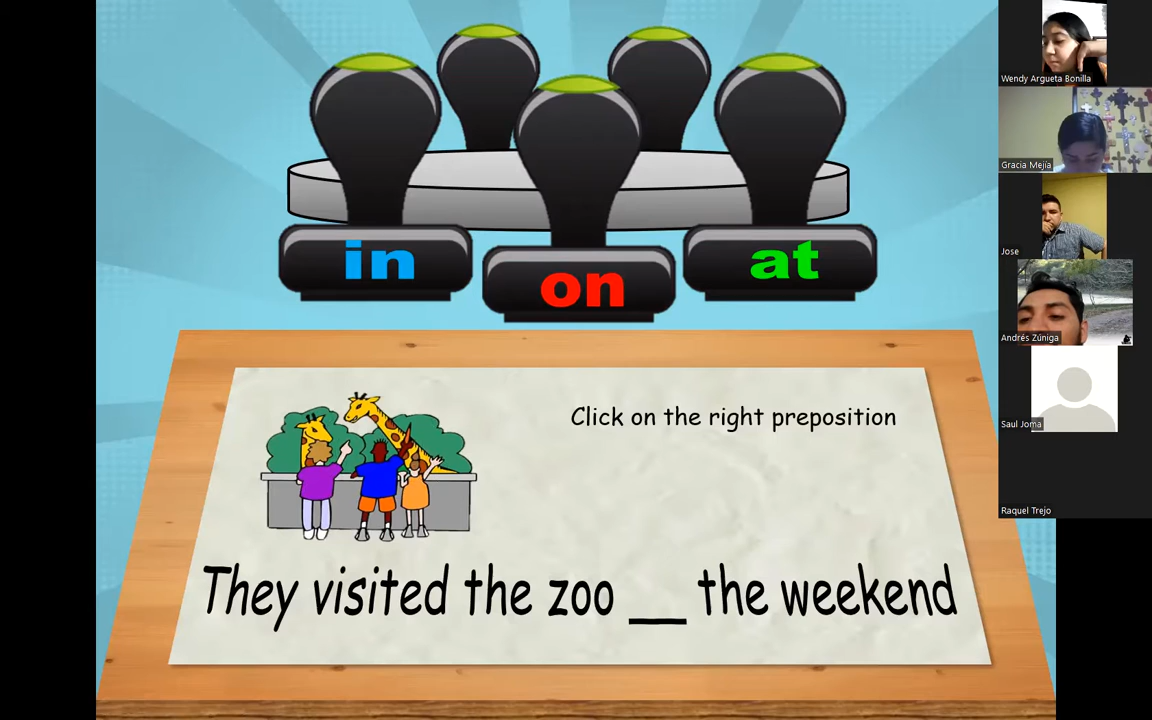 in
on
at
Click on the right preposition
They visited the zoo __ the weekend
Wendy Argueta Bonilla
Gracia Mejía
Jose
Andrés Zúniga
Saul Joma
Raquel Trejo